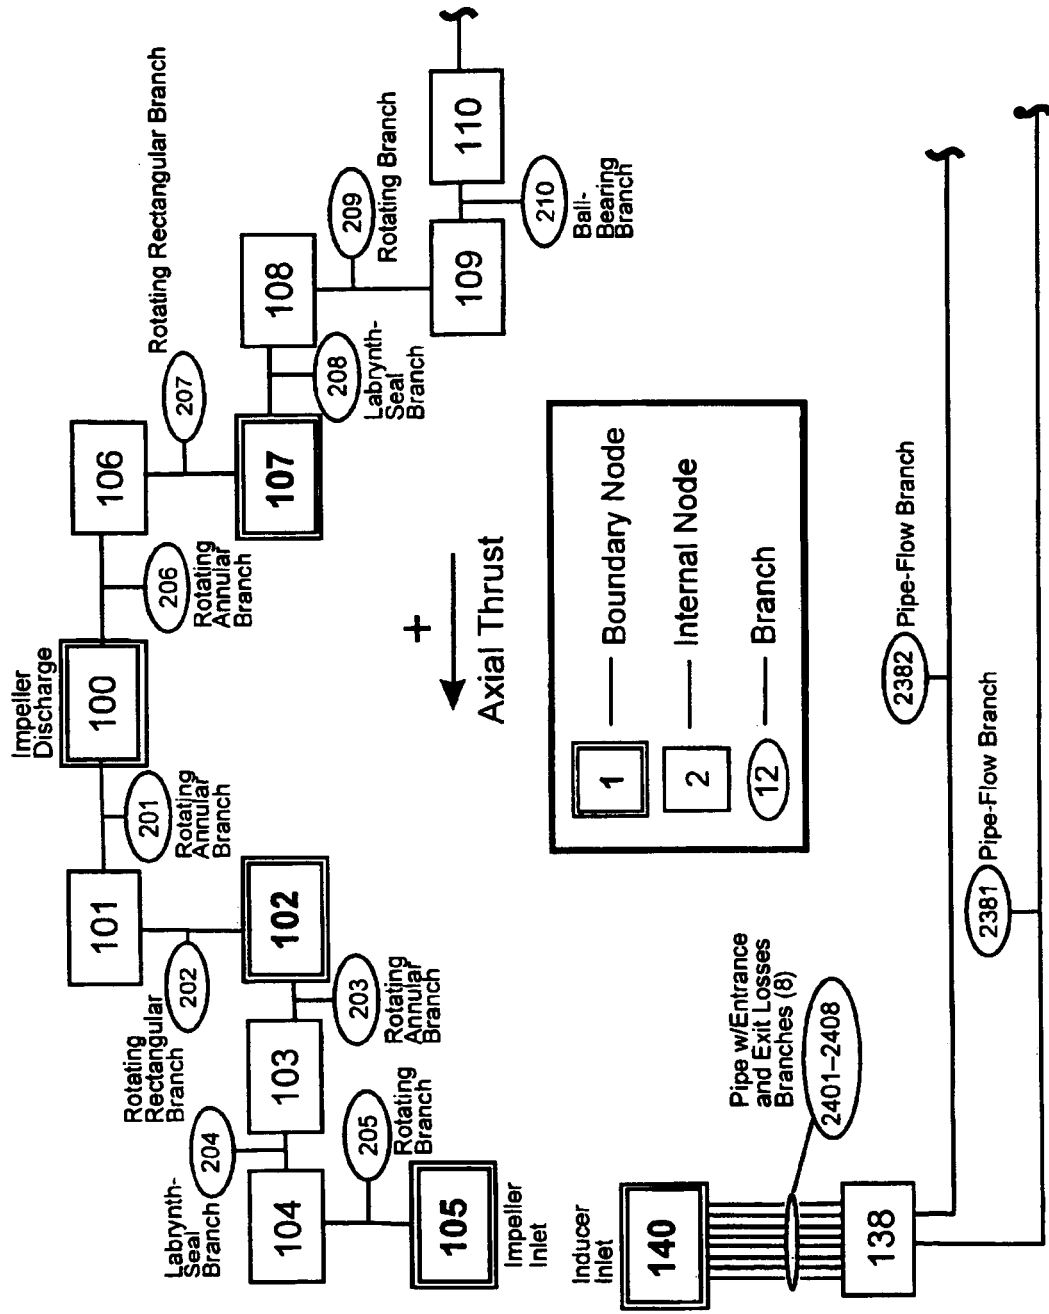 Impeller
Discharge
100
201
Rotating
Annular
Branch
101
202
Rotating
Rectangular
Branch
102
203
Rotating
Annular
Branch
103
204
Labrynth-
Seal
Branch
104
205
Rotating
Branch
105
Impeller
Inlet
206
Rotating
Annular
Branch
106
207
Rotating Rectangular Branch
107
208
Labrynth-
Seal
Branch
108
209
Rotating Branch
109
210
Ball-
Bearing
Branch
110
+
Axial Thrust
1 Boundary Node
2 Internal Node
12 Branch
Inducer
Inlet
140
Pipe w/Entrance
and Exit Losses
Branches (8)
2401–2408
138
2382 Pipe-Flow Branch
2381 Pipe-Flow Branch